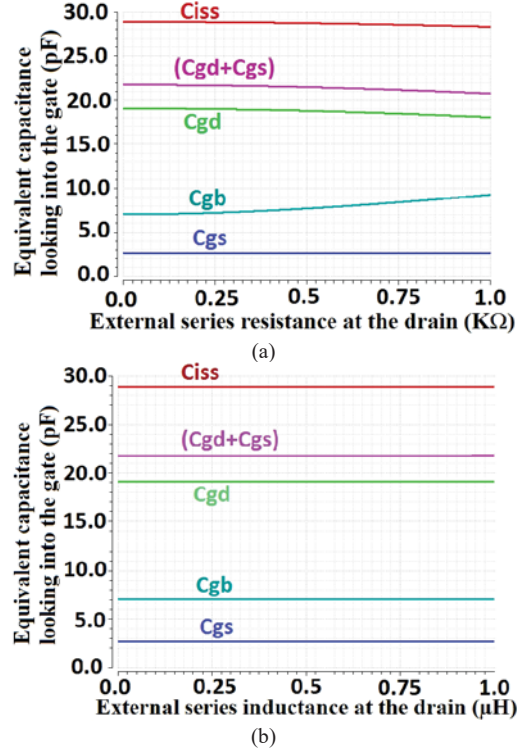 Equivalent capacitance
looking into the gate (pF)
30.0
25.0
20.0
15.0
10.0
5.0
0.0
Ciss
(Cgd+Cgs)
Cgd
Cgb
Cgs
0.0 0.25 0.5 0.75 1.0
External series resistance at the drain (KΩ)
(a)
Equivalent capacitance
looking into the gate (pF)
30.0
25.0
20.0
15.0
10.0
5.0
0.0
Ciss
(Cgd+Cgs)
Cgd
Cgb
Cgs
0.0 0.25 0.5 0.75 1.0
External series inductance at the drain (μH)
(b)